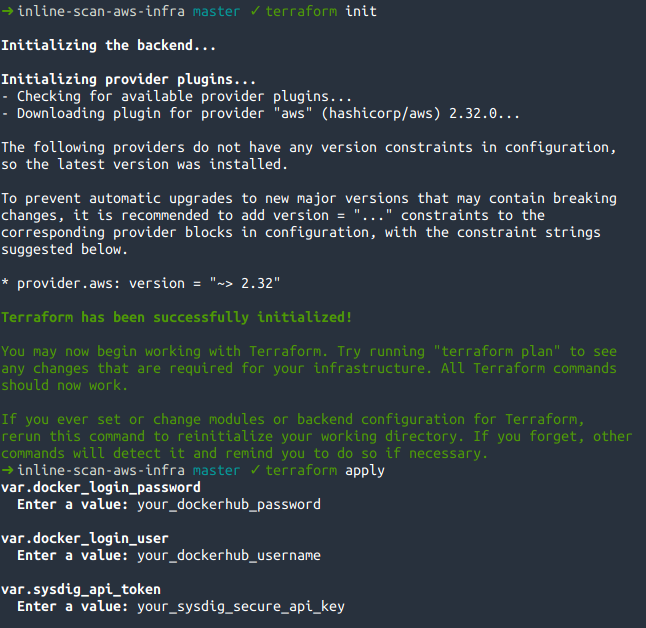 ➜ inline-scan-aws-infra master ✓ terraform init
Initializing the backend...
Initializing provider plugins...
- Checking for available provider plugins...
- Downloading plugin for provider "aws" (hashicorp/aws) 2.32.0...
The following providers do not have any version constraints in configuration,
so the latest version was installed.
To prevent automatic upgrades to new major versions that may contain breaking
changes, it is recommended to add version = "..." constraints to the
corresponding provider blocks in configuration, with the constraint strings
suggested below.
* provider.aws: version = "~> 2.32"
Terraform has been successfully initialized!
You may now begin working with Terraform. Try running "terraform plan" to see
any changes that are required for your infrastructure. All Terraform commands
should now work.
If you ever set or change modules or backend configuration for Terraform,
rerun this command to reinitialize your working directory. If you forget, other
commands will detect it and remind you to do so if necessary.
➜ inline-scan-aws-infra master ✓ terraform apply
var.docker_login_password
Enter a value: your_dockerhub_password
var.docker_login_user
Enter a value: your_dockerhub_username
var.sysdig_api_token
Enter a value: your_sysdig_secure_api_key